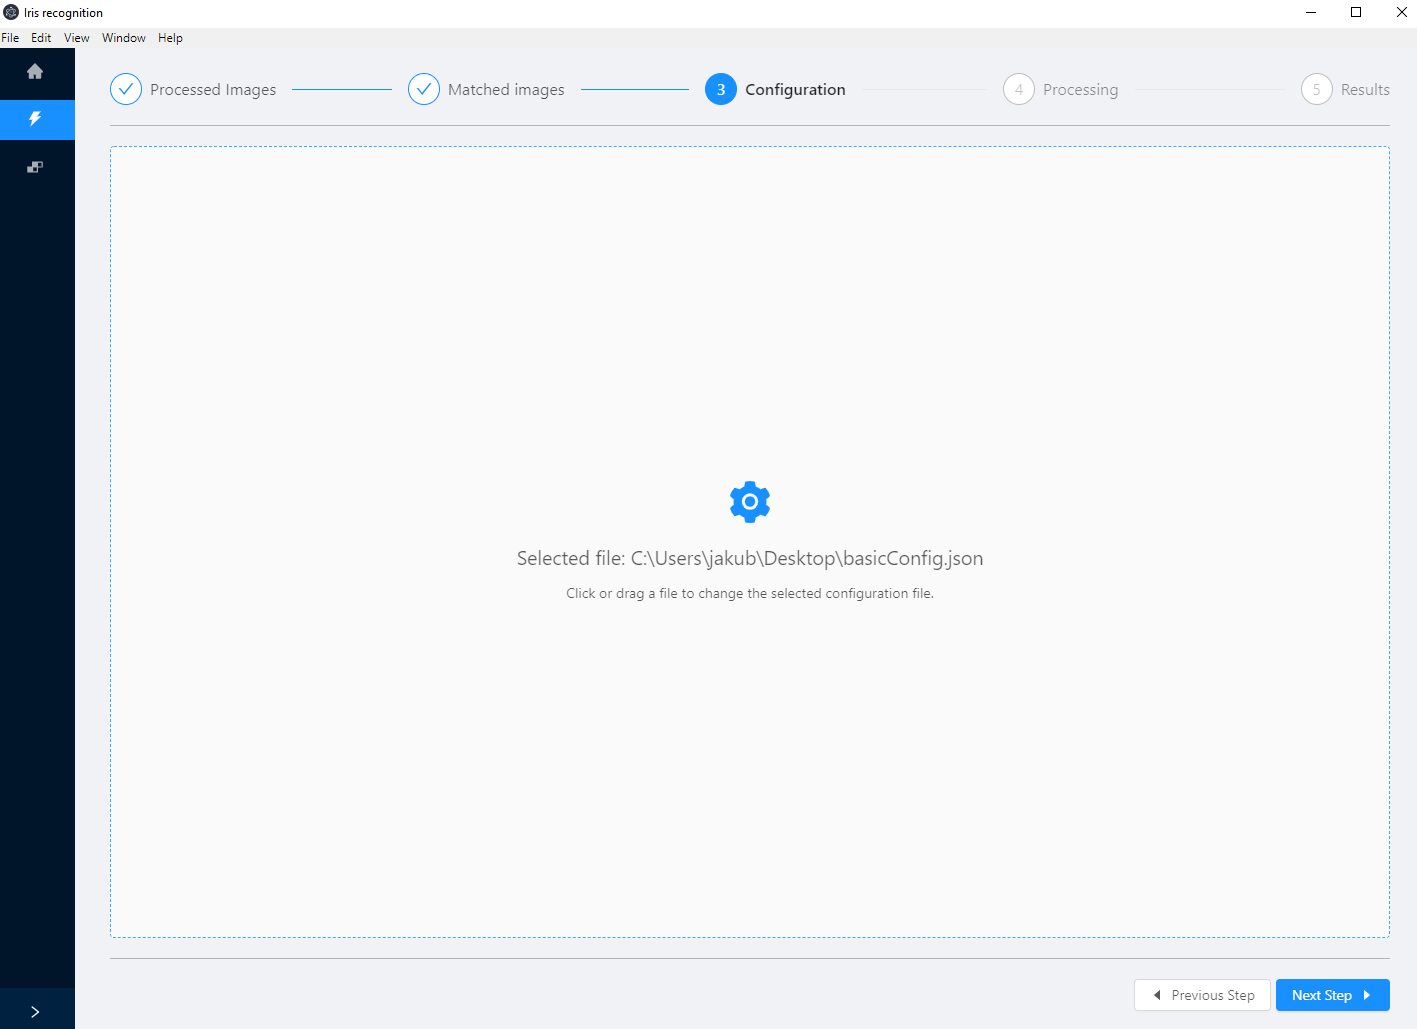 Iris recognition
File Edit View Window Help
Processed Images
Matched images
3 Configuration
4 Processing
5 Results
Selected file: C:\Users\jakub\Desktop\basicConfig.json
Click or drag a file to change the selected configuration file.
Previous Step
Next Step